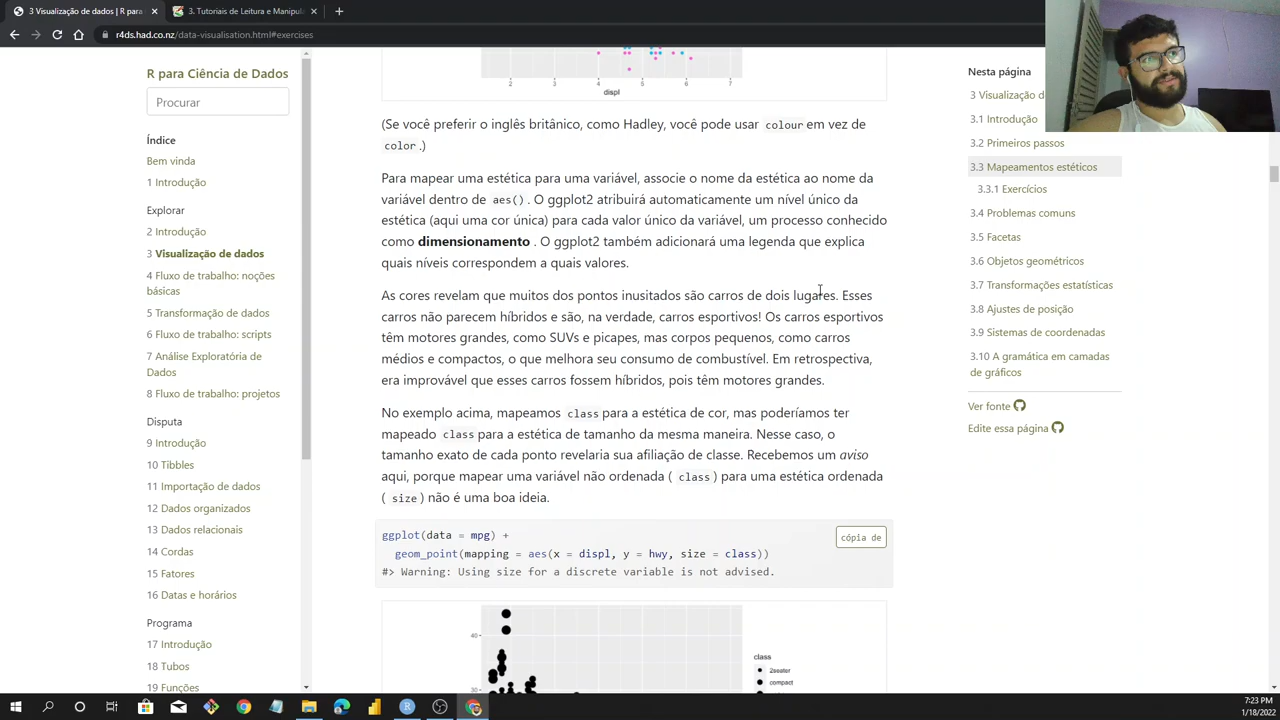 3 Visualização de dados | R para
3. Tutoriais de Leitura e Manipul
r4ds.had.co.nz/data-visualisation.html#exercises
R para Ciência de Dados
Procurar
Índice
Bem vinda
1 Introdução
Explorar
2 Introdução
3 Visualização de dados
4 Fluxo de trabalho: noções
básicas
5 Transformação de dados
6 Fluxo de trabalho: scripts
7 Análise Exploratória de
Dados
8 Fluxo de trabalho: projetos
Disputa
9 Introdução
10 Tibbles
11 Importação de dados
12 Dados organizados
13 Dados relacionais
14 Cordas
15 Fatores
16 Datas e horários
Programa
17 Introdução
18 Tubos
19 Funções
2 3 4 5 6 7
displ
(Se você preferir o inglês britânico, como Hadley, você pode usar colour em vez de
color .)
Para mapear uma estética para uma variável, associe o nome da estética ao nome da
variável dentro de aes() . O ggplot2 atribuirá automaticamente um nível único da
estética (aqui uma cor única) para cada valor único da variável, um processo conhecido
como dimensionamento . O ggplot2 também adicionará uma legenda que explica
quais níveis correspondem a quais valores.
As cores revelam que muitos dos pontos inusitados são carros de dois lugares. Esses
carros não parecem híbridos e são, na verdade, carros esportivos! Os carros esportivos
têm motores grandes, como SUVs e picapes, mas corpos pequenos, como carros
médios e compactos, o que melhora seu consumo de combustível. Em retrospectiva,
era improvável que esses carros fossem híbridos, pois têm motores grandes.
No exemplo acima, mapeamos class para a estética de cor, mas poderíamos ter
mapeado class para a estética de tamanho da mesma maneira. Nesse caso, o
tamanho exato de cada ponto revelaria sua afiliação de classe. Recebemos um aviso
aqui, porque mapear uma variável não ordenada ( class ) para uma estética ordenada
( size ) não é uma boa ideia.
ggplot(data = mpg) +
geom_point(mapping = aes(x = displ, y = hwy, size = class))
#> Warning: Using size for a discrete variable is not advised.
cópia de
40
30
class
2seater
compact
Nesta página
3 Visualização d
3.1 Introdução
3.2 Primeiros passos
3.3 Mapeamentos estéticos
3.3.1 Exercícios
3.4 Problemas comuns
3.5 Facetas
3.6 Objetos geométricos
3.7 Transformações estatísticas
3.8 Ajustes de posição
3.9 Sistemas de coordenadas
3.10 A gramática em camadas
de gráficos
Ver fonte
Edite essa página
7:23 PM
1/18/2022